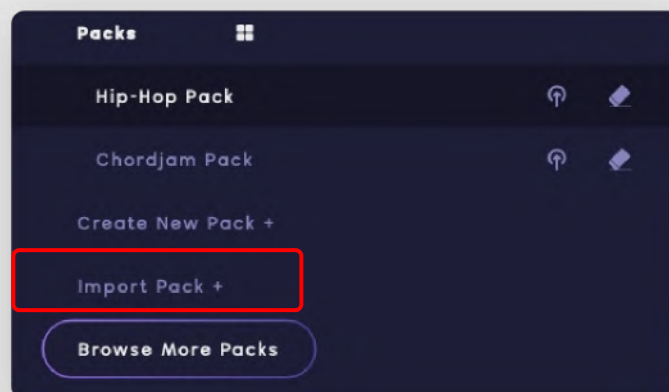 Packs
Hip-Hop Pack
Chordjam Pack
Create New Pack +
Import Pack +
Browse More Packs